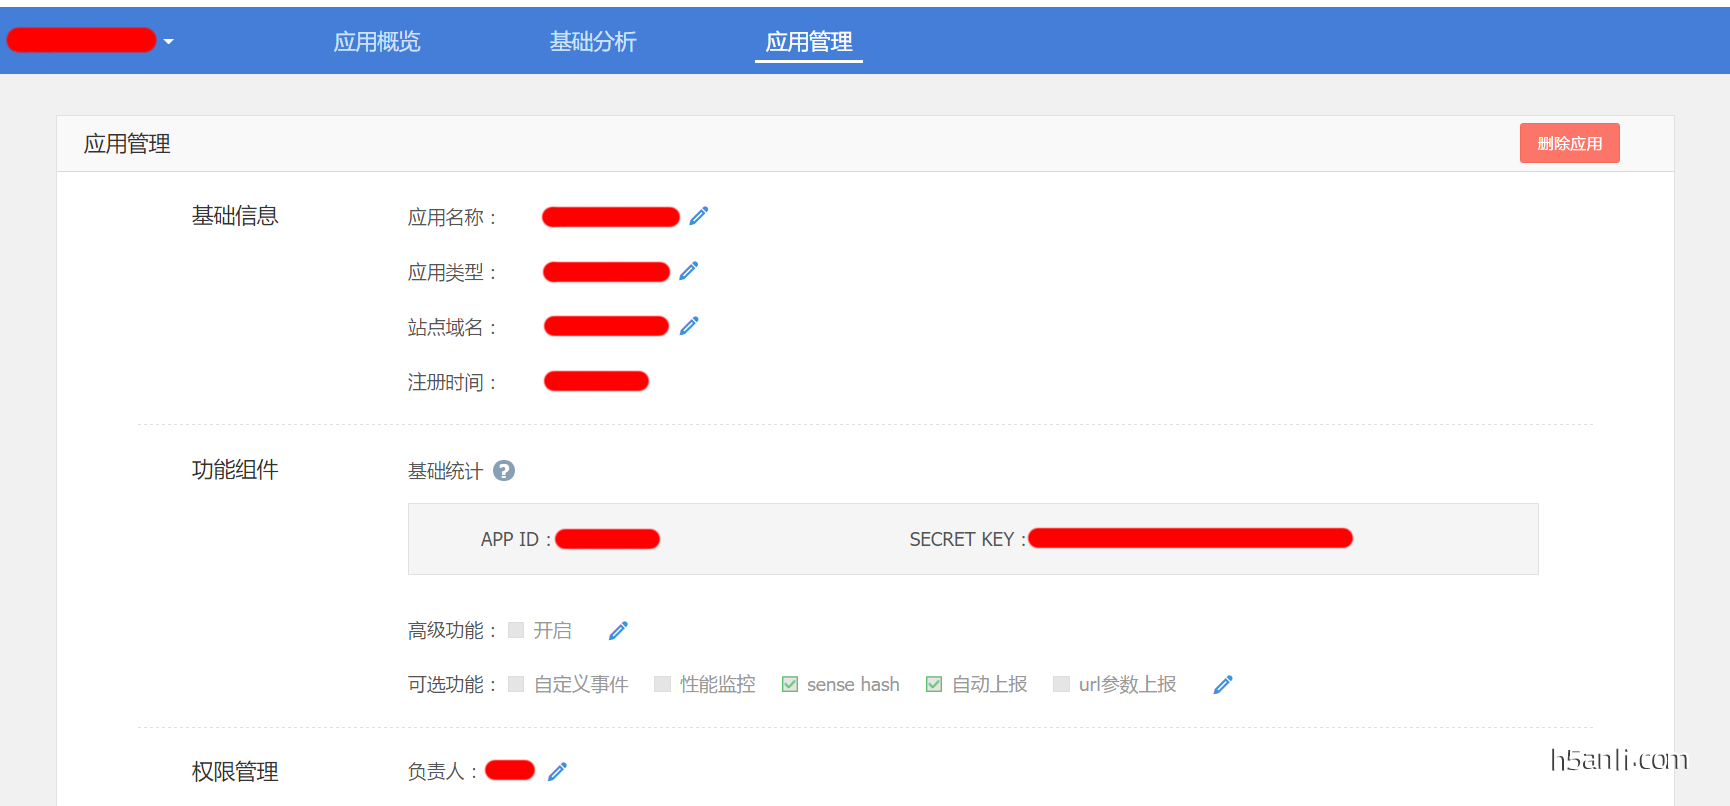 应用概览 基础分析 应用管理
应用管理 删除应用
基础信息 应用名称：
应用类型：
站点域名：
注册时间：
功能组件 基础统计 ?
APP ID : SECRET KEY :
高级功能： 开启
可选功能： 自定义事件 性能监控 sense hash 自动上报 url参数上报
权限管理 负责人：
h5anli.com